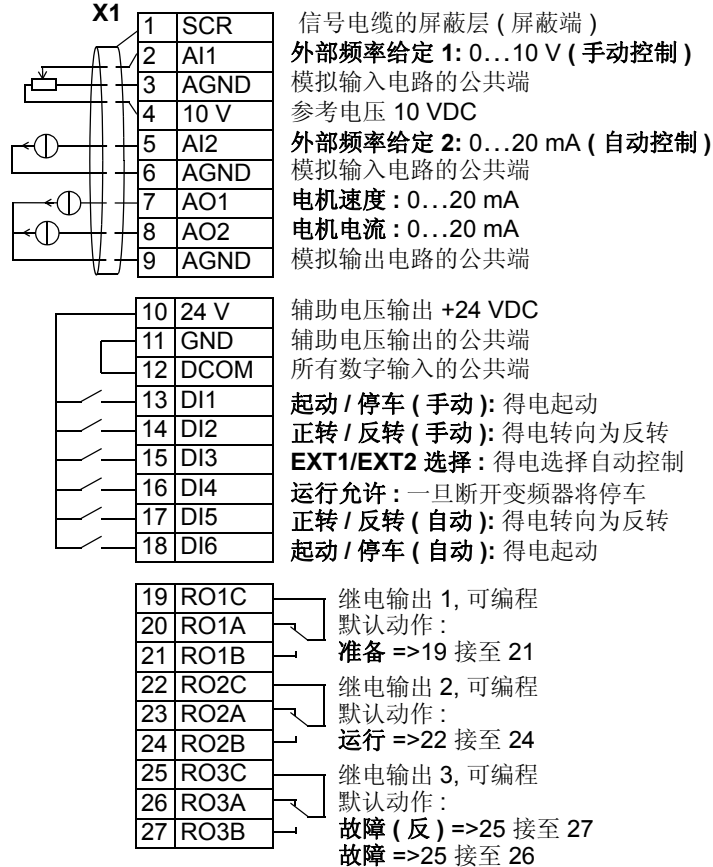 X1
1 SCR 信号电缆的屏蔽层 ( 屏蔽端 )
2 AI1 外部频率给定 1: 0…10 V ( 手动控制 )
3 AGND 模拟输入电路的公共端
4 10 V 参考电压 10 VDC
5 AI2 外部频率给定 2: 0…20 mA ( 自动控制 )
6 AGND 模拟输入电路的公共端
7 AO1 电机速度 : 0…20 mA
8 AO2 电机电流 : 0…20 mA
9 AGND 模拟输出电路的公共端
10 24 V 辅助电压输出 +24 VDC
11 GND 辅助电压输出的公共端
12 DCOM 所有数字输入的公共端
13 DI1 起动 / 停车 ( 手动 ): 得电起动
14 DI2 正转 / 反转 ( 手动 ): 得电转向为反转
15 DI3 EXT1/EXT2 选择 : 得电选择自动控制
16 DI4 运行允许 : 一旦断开变频器将停车
17 DI5 正转 / 反转 ( 自动 ): 得电转向为反转
18 DI6 起动 / 停车 ( 自动 ): 得电起动
19 RO1C 继电输出 1, 可编程
20 RO1A 默认动作 :
21 RO1B 准备 =>19 接至 21
22 RO2C 继电输出 2, 可编程
23 RO2A 默认动作 :
24 RO2B 运行 =>22 接至 24
25 RO3C 继电输出 3, 可编程
26 RO3A 默认动作 :
27 RO3B 故障 ( 反 ) =>25 接至 27
故障 =>25 接至 26